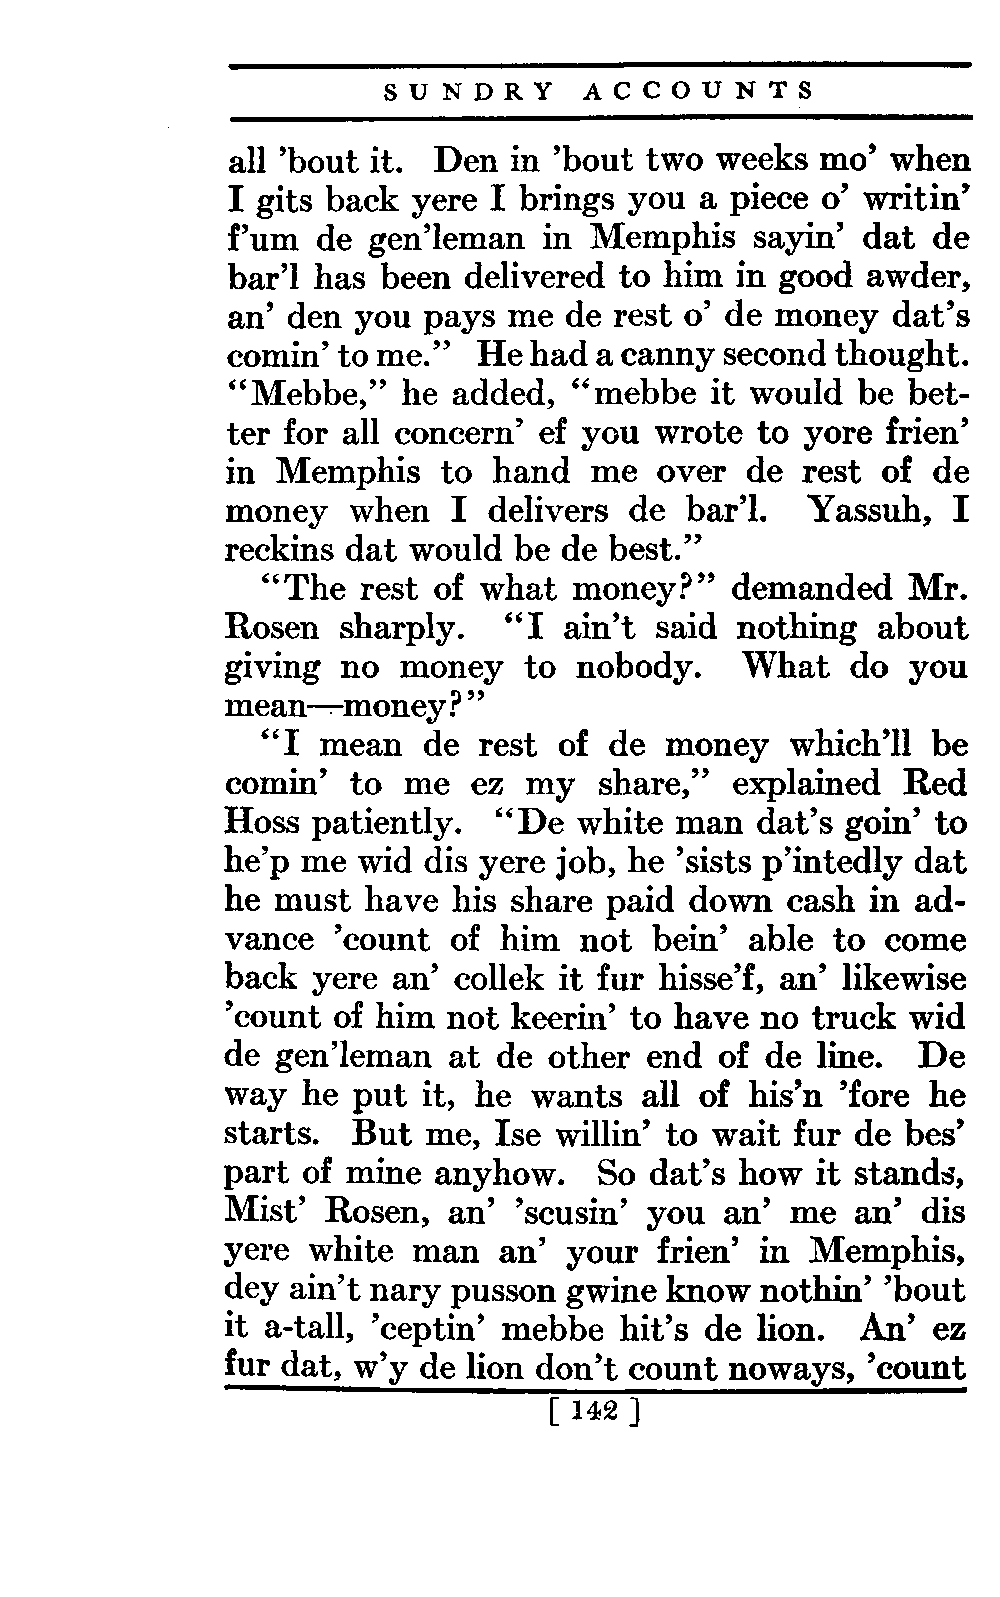 SUNDRY ACCOUNTS
all ’bout it. Den in ’bout two weeks mo’ when
I gits back yere I brings you a piece o’ writin’
f’um de gen’leman in Memphis sayin’ dat de
bar’l has been delivered to him in good awder,
an’ den you pays me de rest o’ de money dat’s
comin’ to me.” He had a canny second thought.
“Mebbe,” he added, “mebbe it would be bet-
ter for all concern’ ef you wrote to yore frien’
in Memphis to hand me over de rest of de
money when I delivers de bar’l. Yassuh, I
reckins dat would be de best.”
“The rest of what money?” demanded Mr.
Rosen sharply. “I ain’t said nothing about
giving no money to nobody. What do you
mean—money?”
“I mean de rest of de money which’ll be
comin’ to me ez my share,” explained Red
Hoss patiently. “De white man dat’s goin’ to
he’p me wid dis yere job, he ’sists p’intedly dat
he must have his share paid down cash in ad-
vance ’count of him not bein’ able to come
back yere an’ collek it fur hisse’f, an’ likewise
’count of him not keerin’ to have no truck wid
de gen’leman at de other end of de line. De
way he put it, he wants all of his’n ’fore he
starts. But me, Ise willin’ to wait fur de bes’
part of mine anyhow. So dat’s how it stands,
Mist’ Rosen, an’ ’scusin’ you an’ me an’ dis
yere white man an’ your frien’ in Memphis,
dey ain’t nary pusson gwine know nothin’ ’bout
it a-tall, ’ceptin’ mebbe hit’s de lion. An’ ez
fur dat, w’y de lion don’t count noways, ’count
[ 142 ]